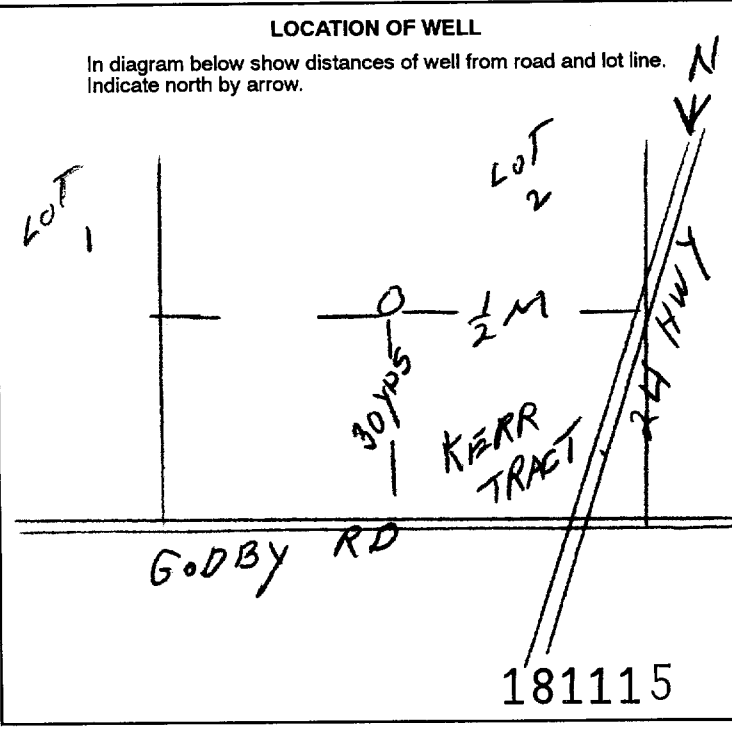 LOCATION OF WELL
In diagram below show distances of well from road and lot line.
Indicate north by arrow.
N
LOT
1
LOT
2
1/2 M
30 YDS
24 HWY
KERR
TRACT
GODBY RD
181115